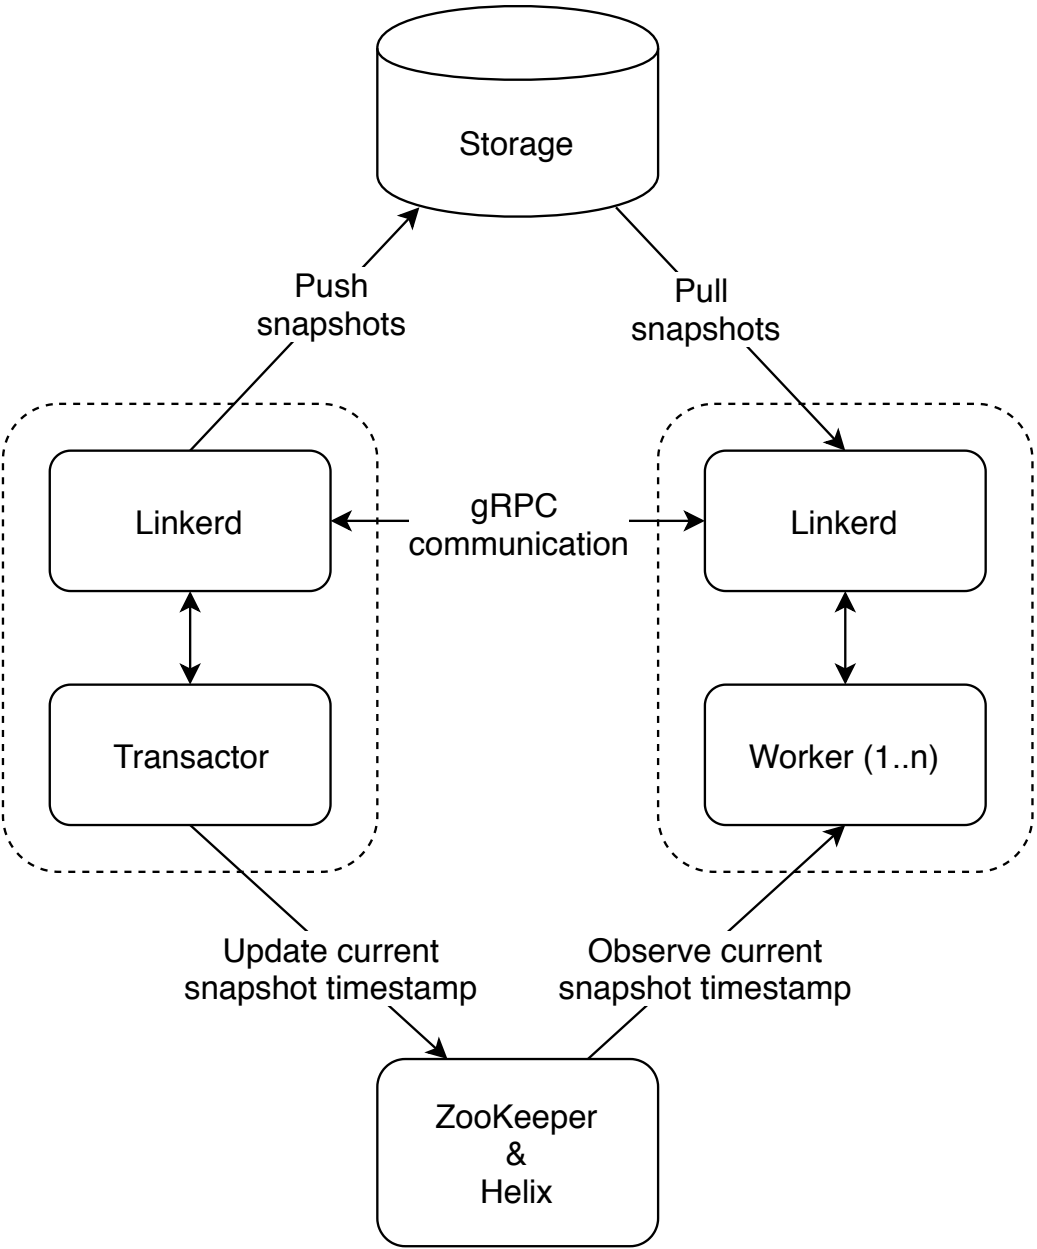 Storage
Push
snapshots
Pull
snapshots
Linkerd
gRPC
communication
Linkerd
Transactor
Worker (1..n)
Update current
snapshot timestamp
Observe current
snapshot timestamp
ZooKeeper
&
Helix